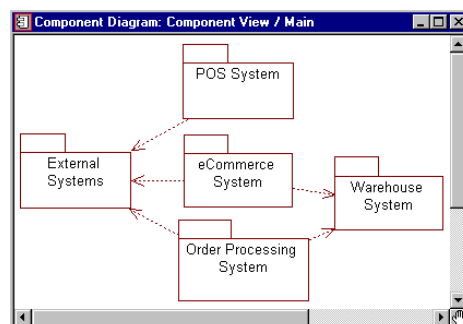 Component Diagram: Component View / Main
POS System
External
Systems
eCommerce
System
Warehouse
System
Order Processing
System